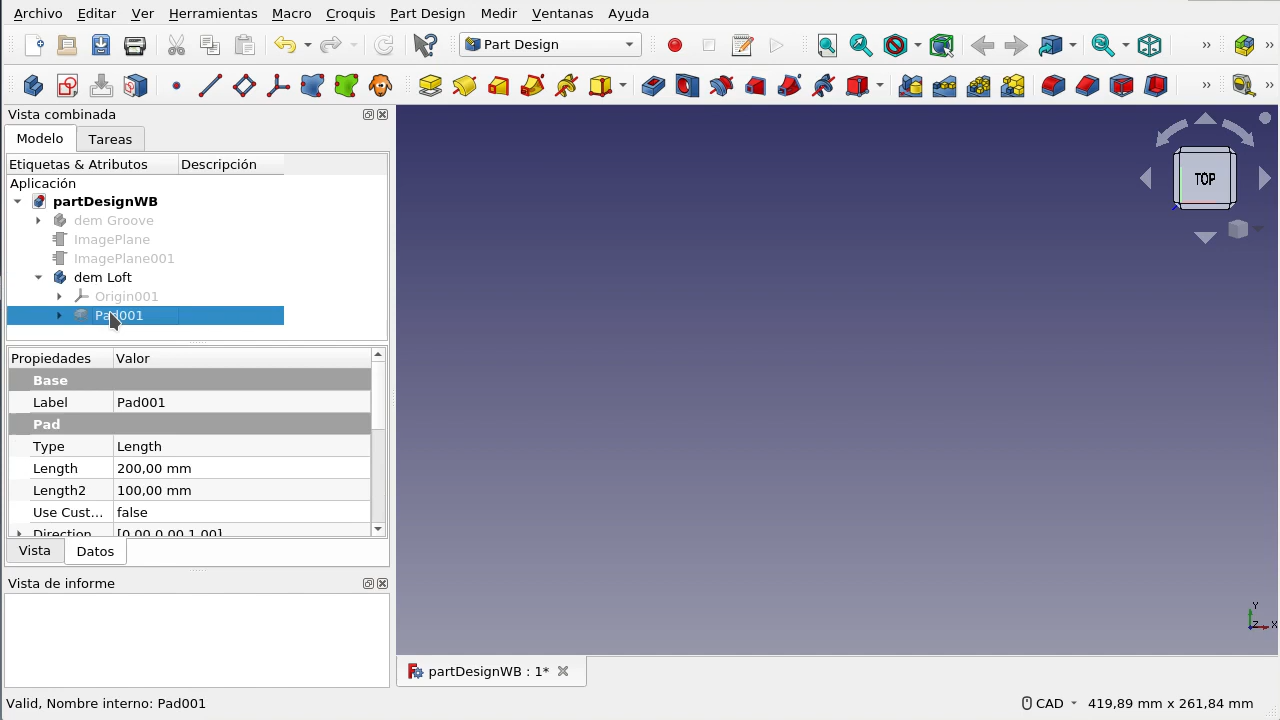 Archivo Editar Ver Herramientas Macro Croquis Part Design Medir Ventanas Ayuda
Part Design
Vista combinada
Modelo Tareas
Etiquetas & Atributos Descripción
Aplicación
partDesignWB
dem Groove
ImagePlane
ImagePlane001
dem Loft
Origin001
Pad001
Propiedades Valor
Base
Label Pad001
Pad
Type Length
Length 200,00 mm
Length2 100,00 mm
Use Cust... false
Direction [0.00 0.00 1.00]
Vista Datos
Vista de informe
TOP
Y
Z X
partDesignWB : 1*
Valid, Nombre interno: Pad001
CAD 419,89 mm x 261,84 mm